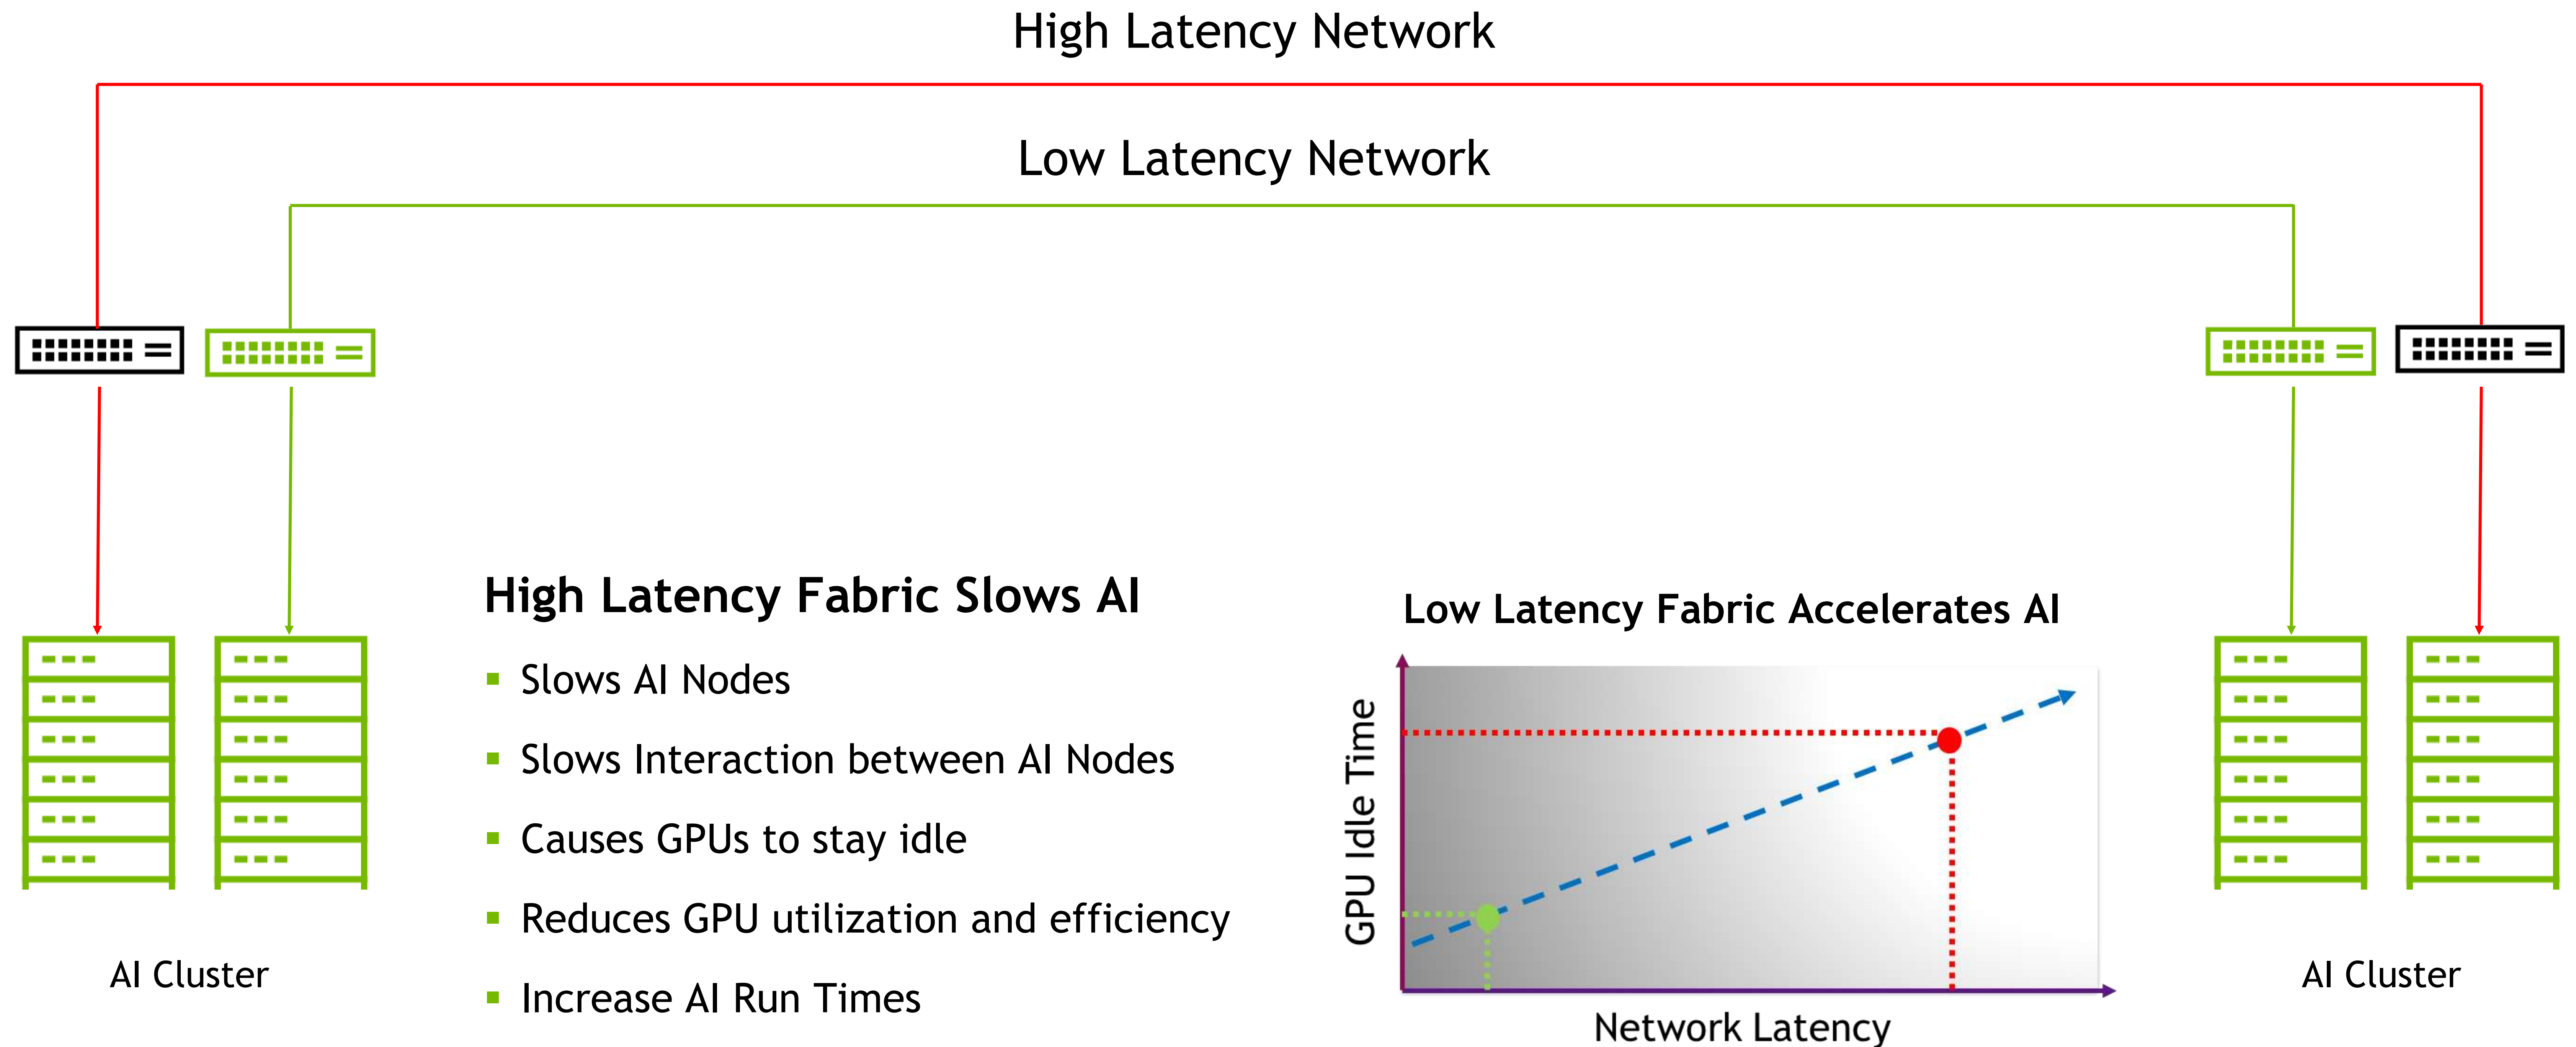 High Latency Network
Low Latency Network
High Latency Fabric Slows AI
▪ Slows AI Nodes
▪ Slows Interaction between AI Nodes
▪ Causes GPUs to stay idle
▪ Reduces GPU utilization and efficiency
▪ Increase AI Run Times
Low Latency Fabric Accelerates AI
GPU Idle Time
Network Latency
AI Cluster
AI Cluster